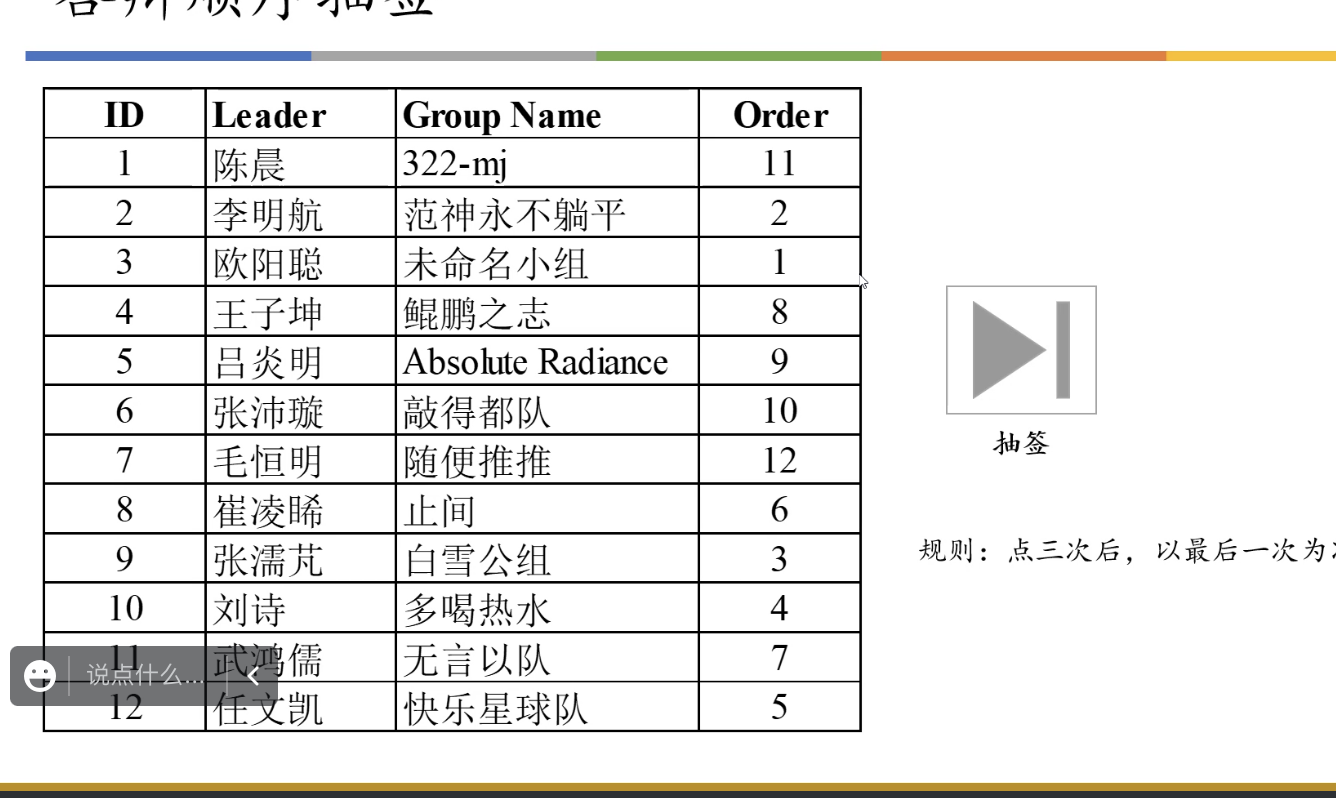 顺序抽签
ID Leader Group Name Order
1 陈晨 322-mj 11
2 李明航 范神永不躺平 2
3 欧阳聪 未命名小组 1
4 王子坤 鲲鹏之志 8
5 吕炎明 Absolute Radiance 9
6 张沛璇 敲得都队 10
7 毛恒明 随便推推 12
8 崔凌晞 止间 6
9 张濡芃 白雪公组 3
10 刘诗 多喝热水 4
11 武鸿儒 无言以队 7
12 任文凯 快乐星球队 5
说点什么...
抽签
规则：点三次后，以最后一次为